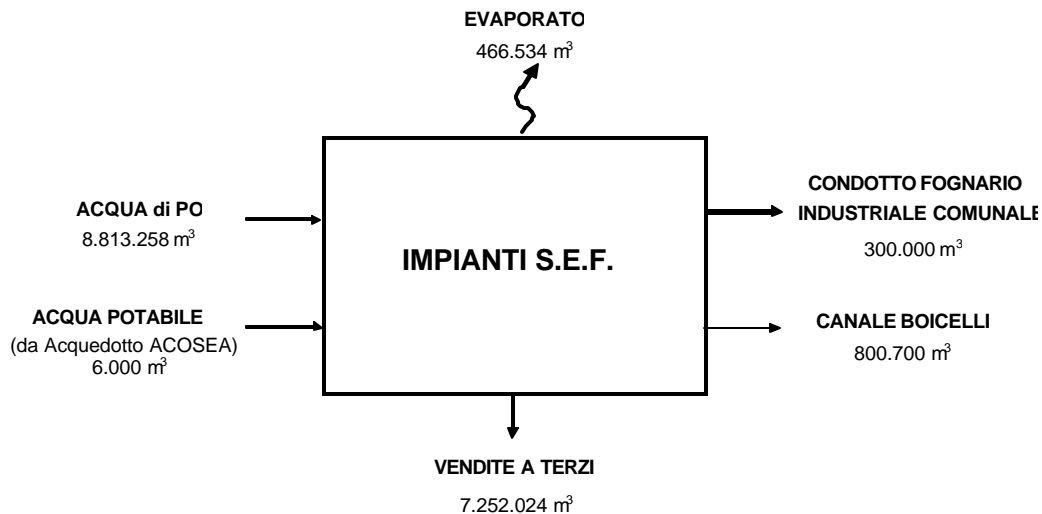 EVAPORATO
466.534 m³
ACQUA di PO
8.813.258 m³
ACQUA POTABILE
(da Acquedotto ACOSEA)
6.000 m³
IMPIANTI S.E.F.
CONDOTTO FOGNARIO
INDUSTRIALE COMUNALE
300.000 m³
CANALE BOICELLI
800.700 m³
VENDITE A TERZI
7.252.024 m³